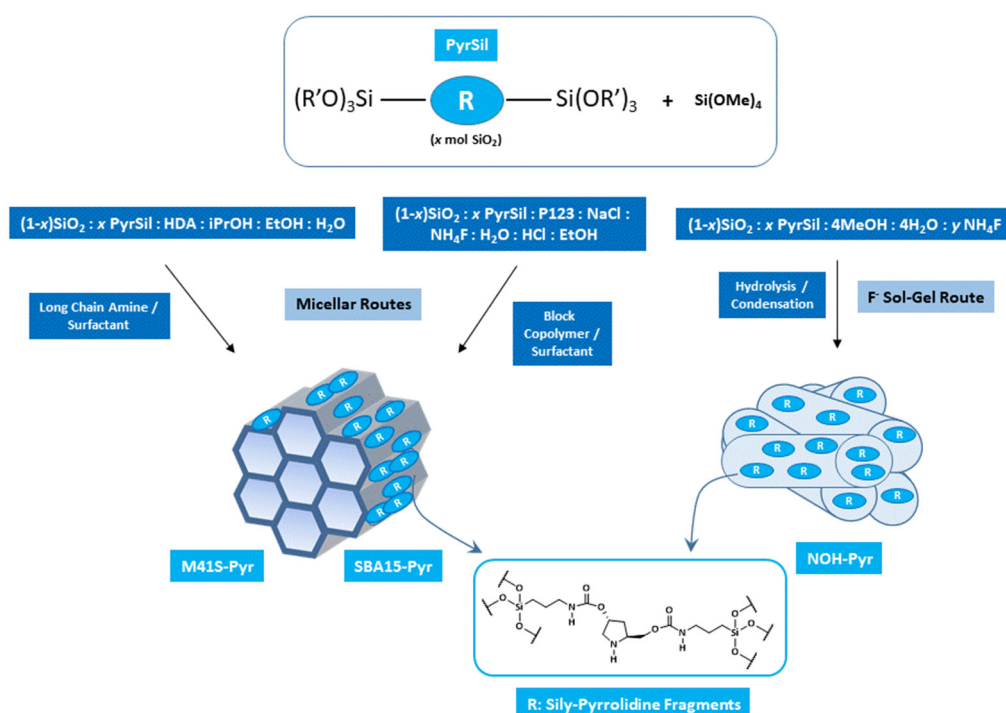 PyrSil
(R'O)₃Si
R
Si(OR')₃ + Si(OMe)₄
(x mol SiO₂)
(1-x)SiO₂ : x PyrSil : HDA : iPrOH : EtOH : H₂O
(1-x)SiO₂ : x PyrSil : P123 : NaCl :
NH₄F : H₂O : HCl : EtOH
(1-x)SiO₂ : x PyrSil : 4MeOH : 4H₂O : y NH₄F
Long Chain Amine /
Surfactant
Micellar Routes
Block
Copolymer /
Surfactant
Hydrolysis /
Condensation
F⁻ Sol-Gel Route
R R
R
R R
R R
R R
R
R
R R
R
R
R
R R R
R R R R
R R
M41S-Pyr
SBA15-Pyr
NOH-Pyr
O O O Si N H O O N H O O N H Si O O O
R: Sily-Pyrrolidine Fragments